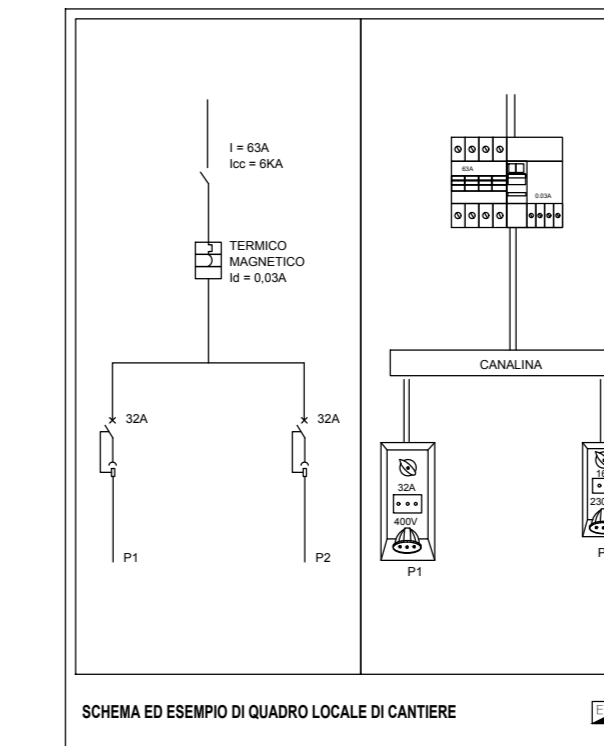 I = 63A
Icc = 6KA
TERMICO
MAGNETICO
Id = 0,03A
32A
32A
P1
P2
63A
0.03A
CANALINA
32A
400V
P1
SCHEMA ED ESEMPIO DI QUADRO LOCALE DI CANTIERE